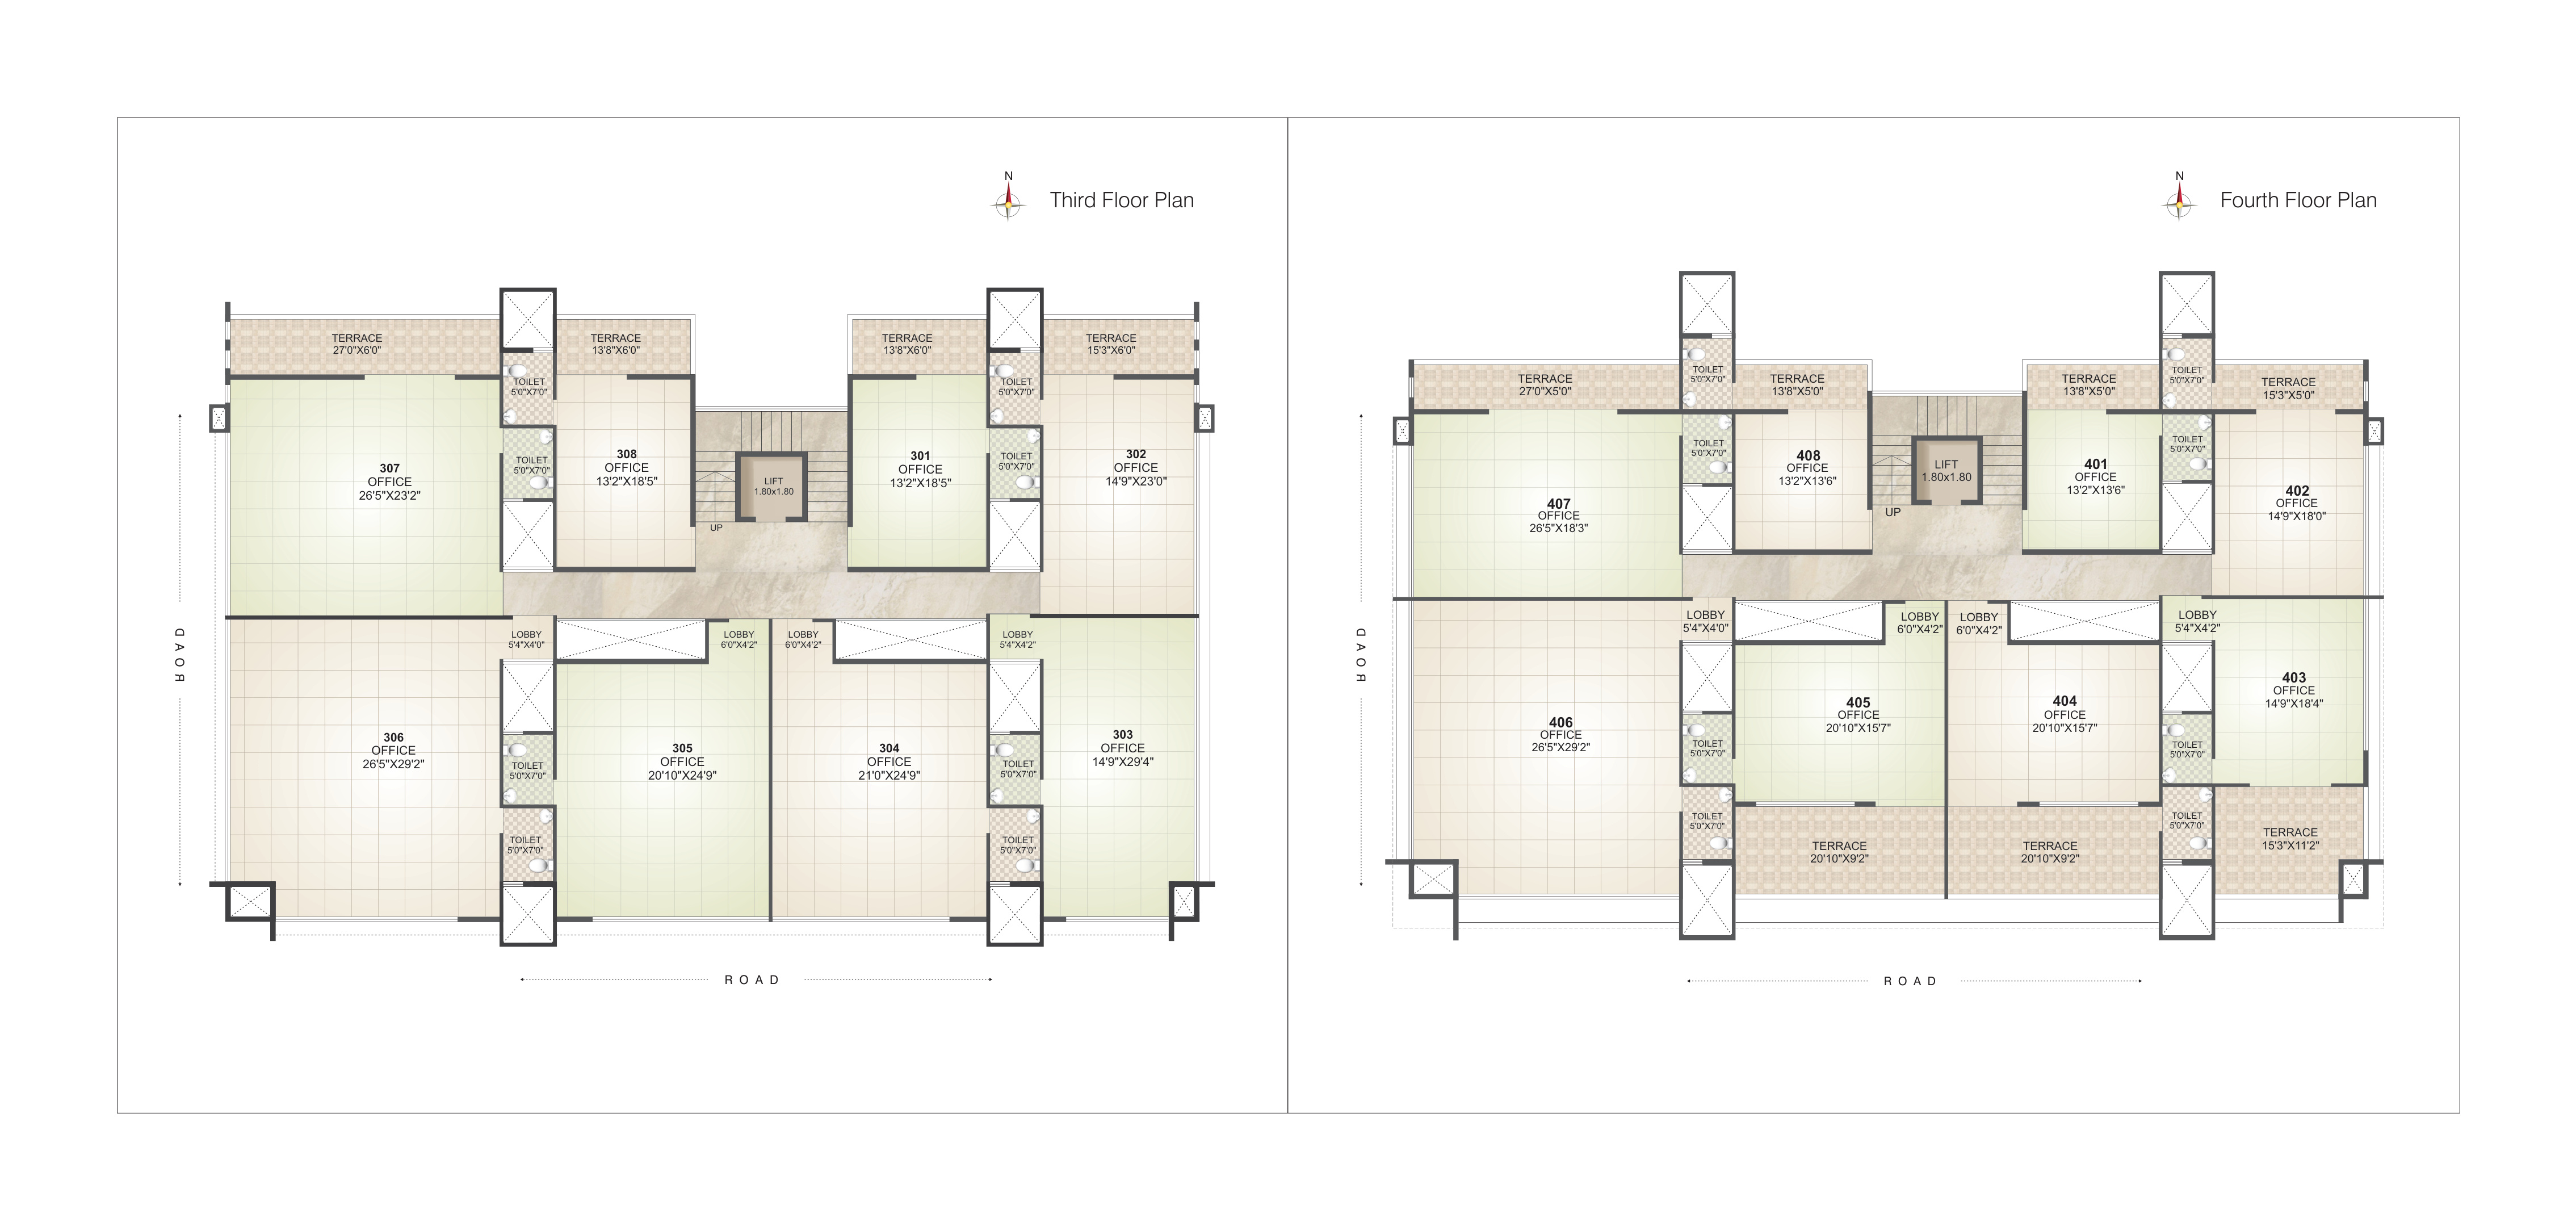 N
Third Floor Plan
TERRACE
27'0"X6'0"
TERRACE
13'8"X6'0"
TERRACE
13'8"X6'0"
TERRACE
15'3"X6'0"
TOILET
5'0"X7'0"
TOILET
5'0"X7'0"
307
OFFICE
26'5"X23'2"
TOILET
5'0"X7'0"
308
OFFICE
13'2"X18'5"
LIFT
1.80x1.80
UP
301
OFFICE
13'2"X18'5"
TOILET
5'0"X7'0"
302
OFFICE
14'9"X23'0"
LOBBY
5'4"X4'0"
LOBBY
6'0"X4'2"
LOBBY
6'0"X4'2"
LOBBY
5'4"X4'2"
ROAD
306
OFFICE
26'5"X29'2"
TOILET
5'0"X7'0"
305
OFFICE
20'10"X24'9"
304
OFFICE
21'0"X24'9"
TOILET
5'0"X7'0"
303
OFFICE
14'9"X29'4"
TOILET
5'0"X7'0"
TOILET
5'0"X7'0"
ROAD
N
Fourth Floor Plan
TERRACE
27'0"X5'0"
TOILET
5'0"X7'0"
TERRACE
13'8"X5'0"
TERRACE
13'8"X5'0"
TOILET
5'0"X7'0"
TERRACE
15'3"X5'0"
407
OFFICE
26'5"X18'3"
TOILET
5'0"X7'0"
408
OFFICE
13'2"X13'6"
LIFT
1.80x1.80
UP
401
OFFICE
13'2"X13'6"
TOILET
5'0"X7'0"
402
OFFICE
14'9"X18'0"
LOBBY
5'4"X4'0"
LOBBY
6'0"X4'2"
LOBBY
6'0"X4'2"
LOBBY
5'4"X4'2"
ROAD
406
OFFICE
26'5"X29'2"
TOILET
5'0"X7'0"
405
OFFICE
20'10"X15'7"
404
OFFICE
20'10"X15'7"
TOILET
5'0"X7'0"
403
OFFICE
14'9"X18'4"
TOILET
5'0"X7'0"
TERRACE
20'10"X9'2"
TERRACE
20'10"X9'2"
TOILET
5'0"X7'0"
TERRACE
15'3"X11'2"
ROAD